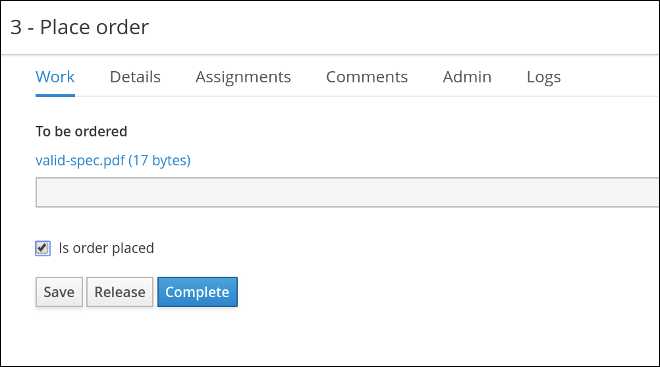 3 - Place order
Work Details Assignments Comments Admin Logs
To be ordered
valid-spec.pdf (17 bytes)
Is order placed
Save Release Complete